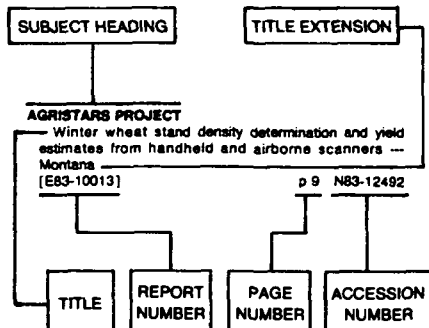 SUBJECT HEADING
TITLE EXTENSION
AGRISTARS PROJECT
Winter wheat stand density determination and yield
estimates from handheld and airborne scanners ---
Montana
[E83-10013] p 9 N83-12492
TITLE
REPORT
NUMBER
PAGE
NUMBER
ACCESSION
NUMBER